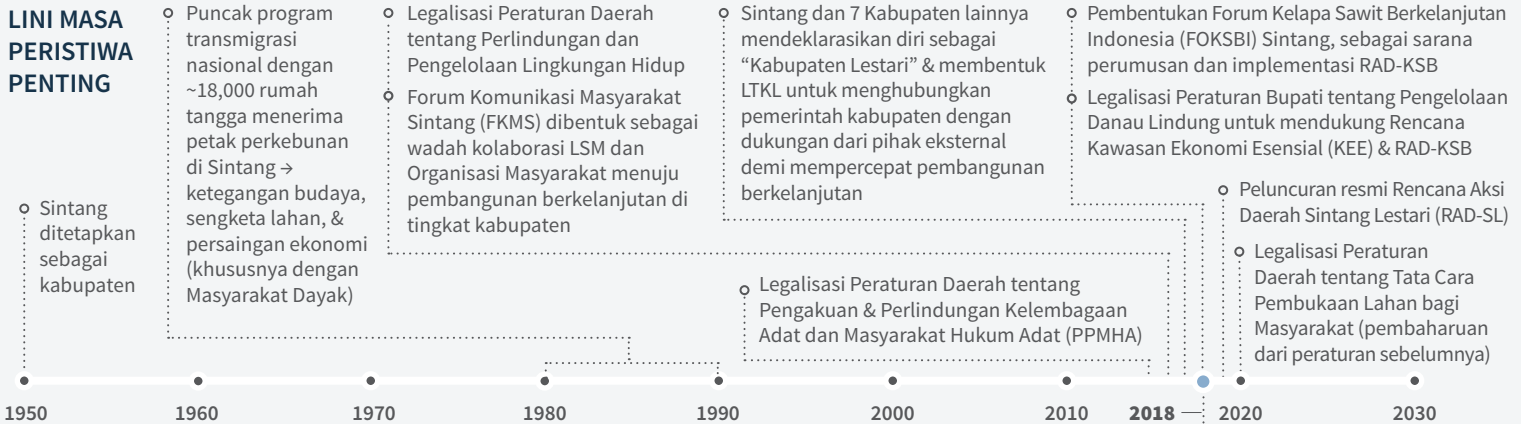 LINI MASA
PERISTIWA
PENTING
Sintang
ditetapkan
sebagai
kabupaten
Puncak program
transmigrasi
nasional dengan
~18,000 rumah
tangga menerima
petak perkebunan
di Sintang →
ketegangan budaya,
sengketa lahan, &
persaingan ekonomi
(khususnya dengan
Masyarakat Dayak)
Legalisasi Peraturan Daerah
tentang Perlindungan dan
Pengelolaan Lingkungan Hidup
Forum Komunikasi Masyarakat
Sintang (FKMS) dibentuk sebagai
wadah kolaborasi LSM dan
Organisasi Masyarakat menuju
pembangunan berkelanjutan di
tingkat kabupaten
Sintang dan 7 Kabupaten lainnya
mendeklarasikan diri sebagai
“Kabupaten Lestari” & membentuk
LTKL untuk menghubungkan
pemerintah kabupaten dengan
dukungan dari pihak eksternal
demi mempercepat pembangunan
berkelanjutan
Legalisasi Peraturan Daerah tentang
Pengakuan & Perlindungan Kelembagaan
Adat dan Masyarakat Hukum Adat (PPMHA)
Pembentukan Forum Kelapa Sawit Berkelanjutan
Indonesia (FOKSBI) Sintang, sebagai sarana
perumusan dan implementasi RAD-KSB
Legalisasi Peraturan Bupati tentang Pengelolaan
Danau Lindung untuk mendukung Rencana
Kawasan Ekonomi Esensial (KEE) & RAD-KSB
Peluncuran resmi Rencana Aksi
Daerah Sintang Lestari (RAD-SL)
Legalisasi Peraturan
Daerah tentang Tata Cara
Pembukaan Lahan bagi
Masyarakat (pembaharuan
dari peraturan sebelumnya)
1950 1960 1970 1980 1990 2000 2010 2018 2020 2030